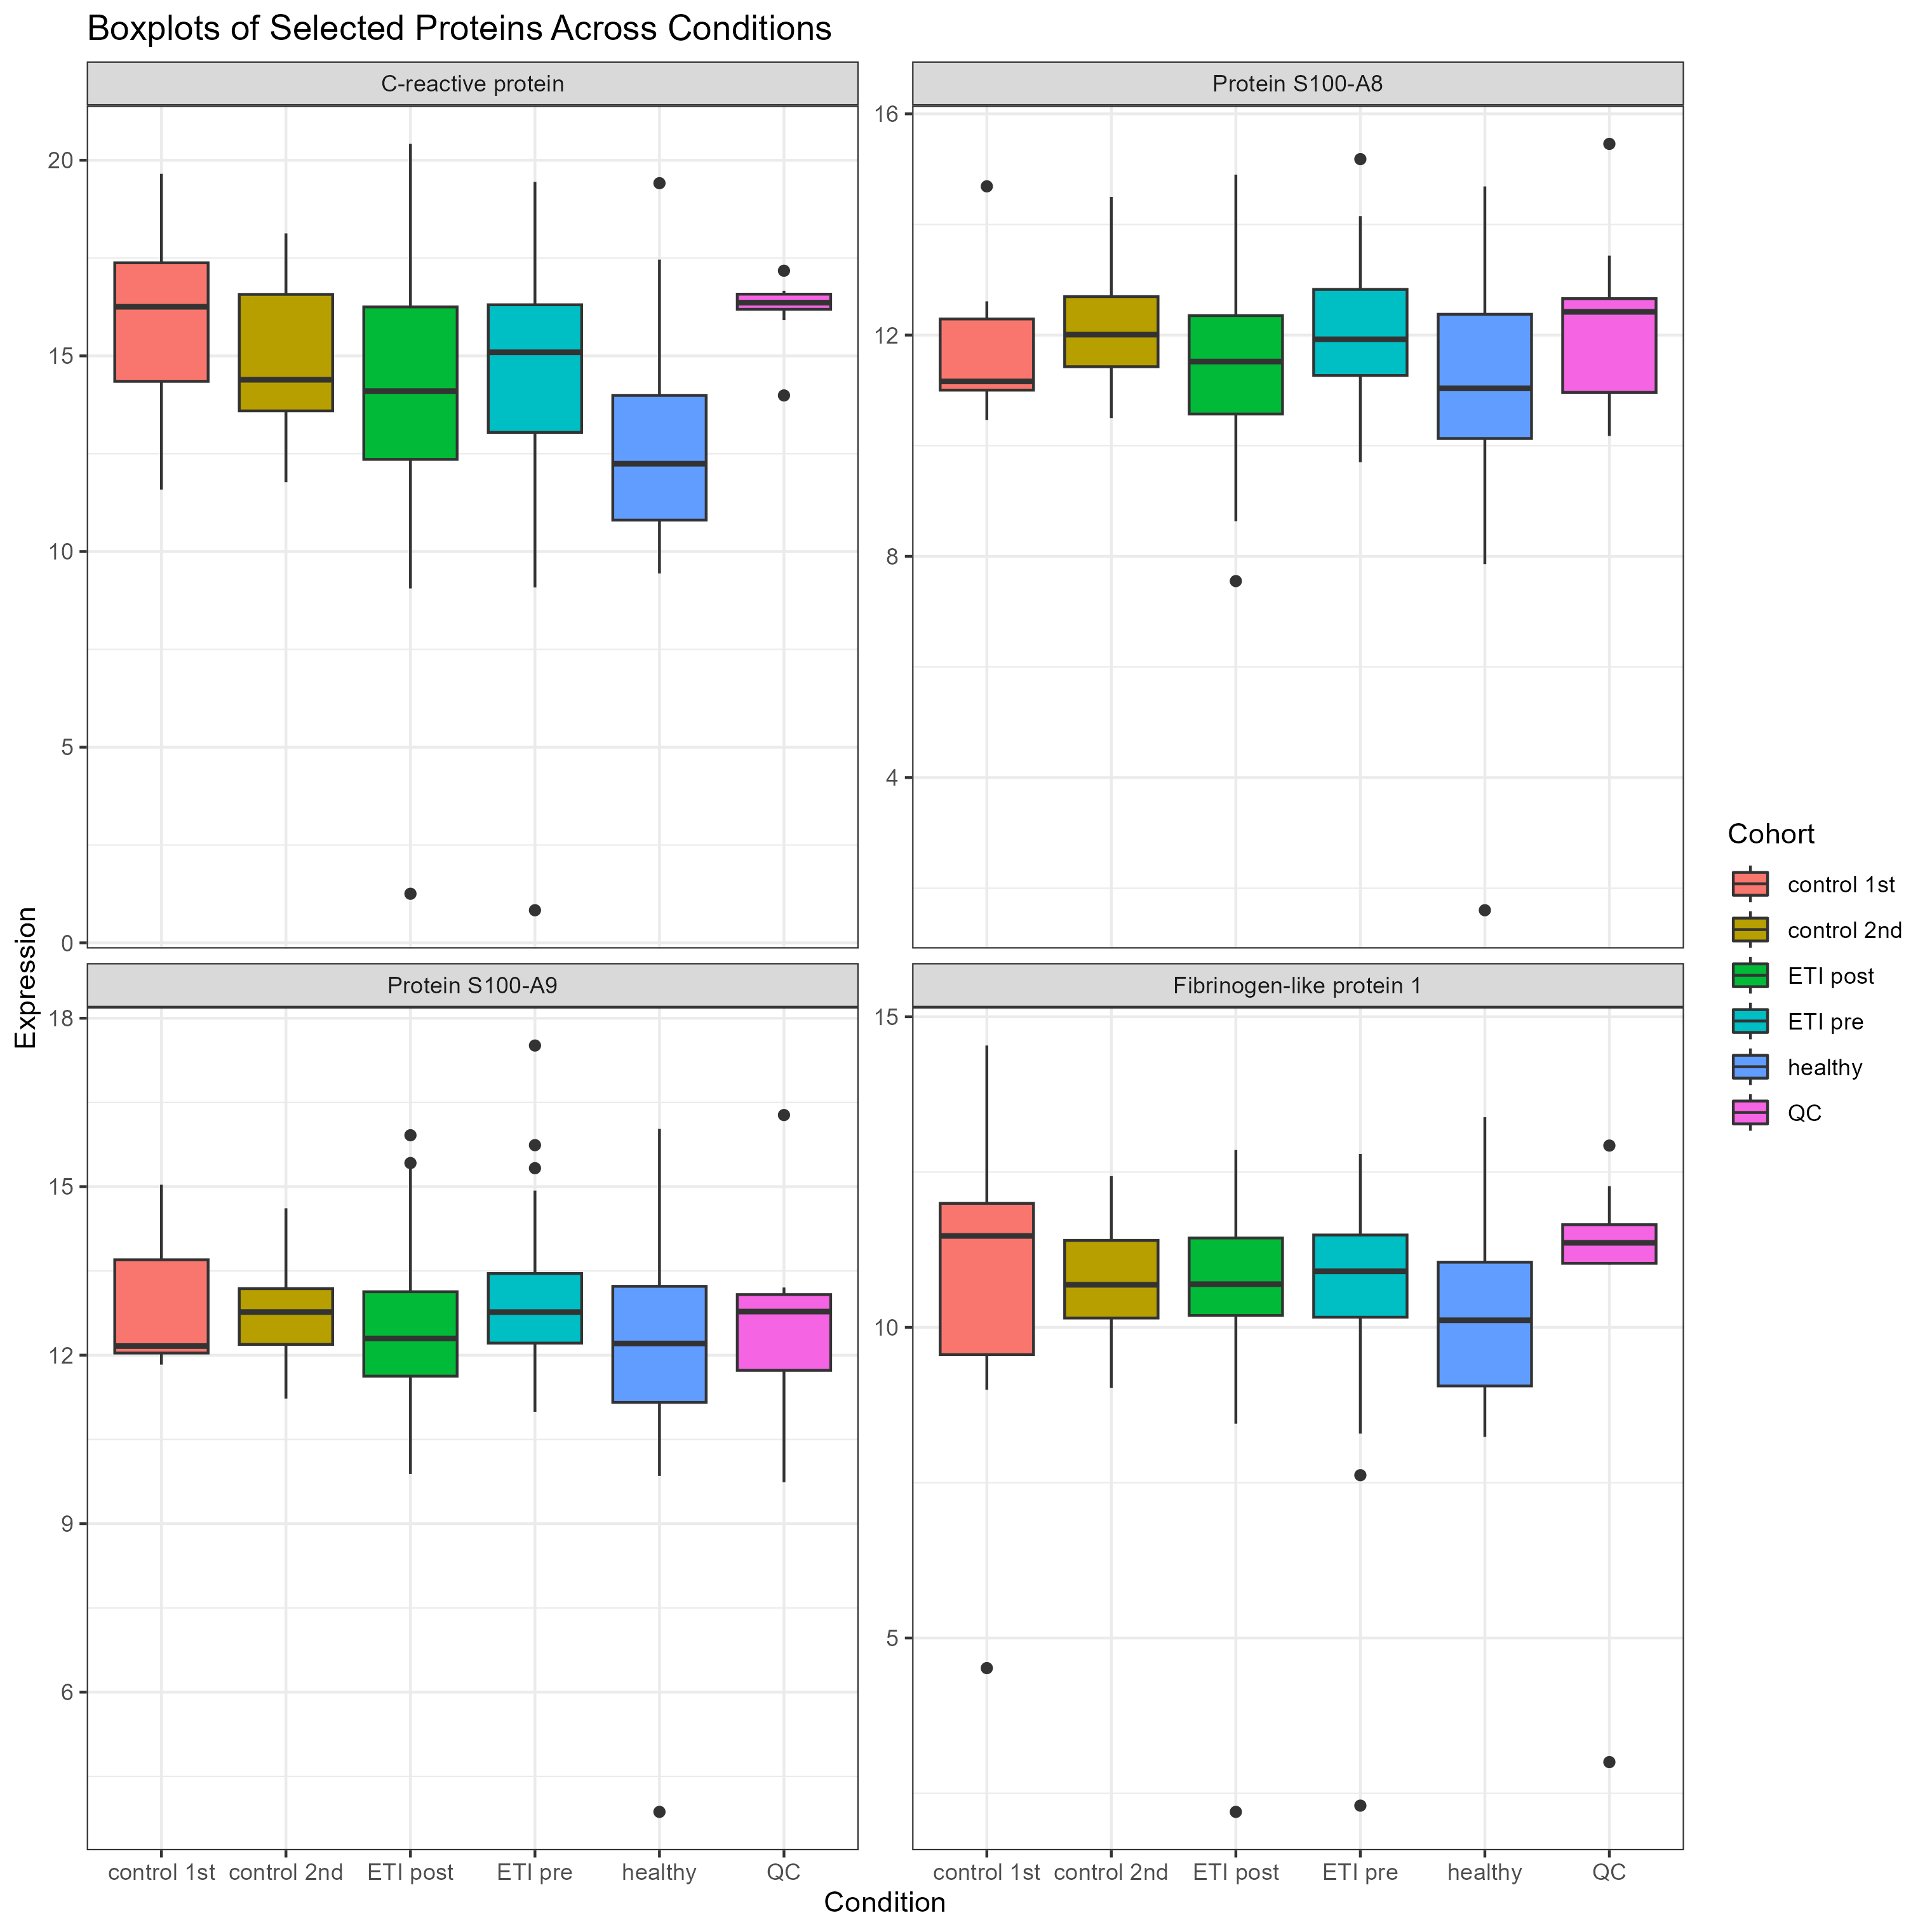 Boxplots of Selected Proteins Across Conditions
C-reactive protein
20
15
10
5
0
Protein S100-A8
16
12
8
4
Protein S100-A9
18
15
12
9
6
control 1st control 2nd ETI post ETI pre healthy QC
Fibrinogen-like protein 1
15
10
5
control 1st control 2nd ETI post ETI pre healthy QC
Expression
Condition
Cohort
control 1st
control 2nd
ETI post
ETI pre
healthy
QC